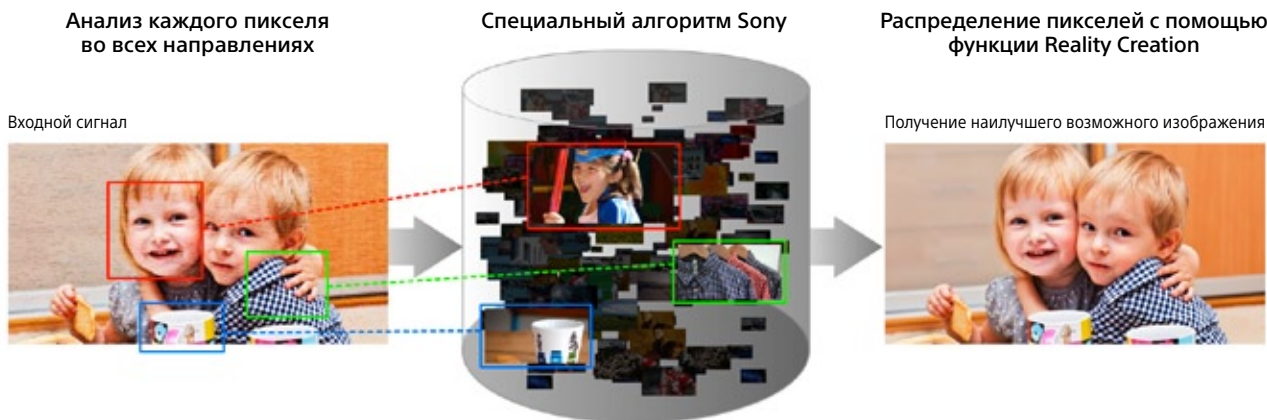 Анализ каждого пикселя
во всех направлениях
Специальный алгоритм Sony
Распределение пикселей с помощью
функции Reality Creation
Входной сигнал
Получение наилучшего возможного изображения